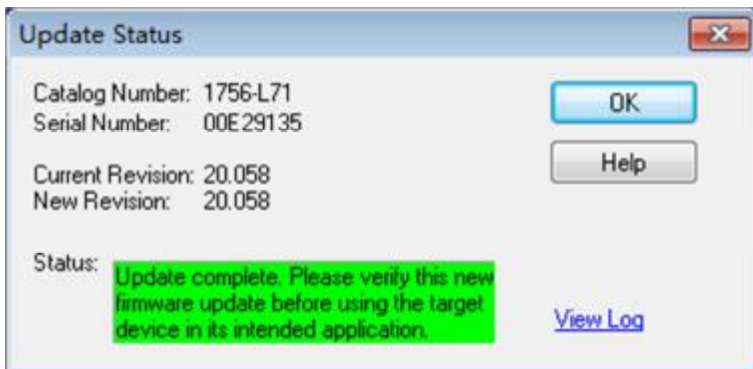 Update Status
Catalog Number: 1756-L71
Serial Number: 00E29135
OK
Current Revision: 20.058
New Revision: 20.058
Help
Status: Update complete. Please verify this new
firmware update before using the target
device in its intended application.
View Log